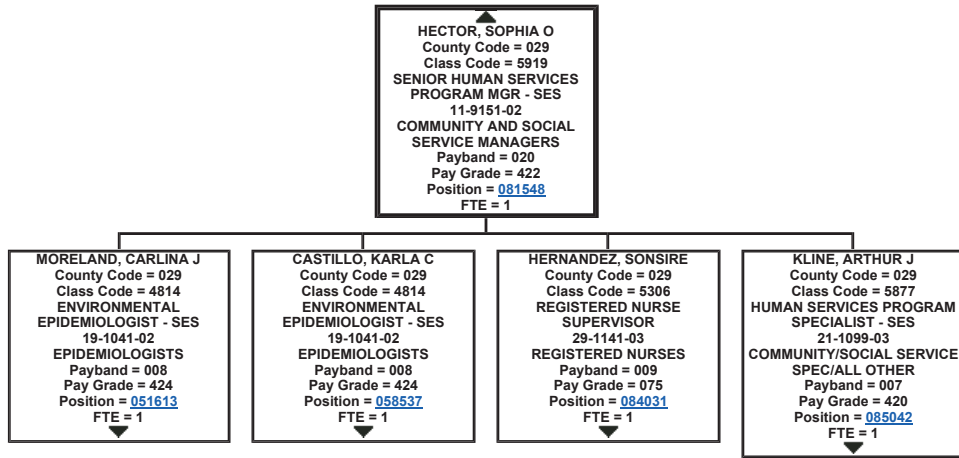 HECTOR, SOPHIA O
County Code = 029
Class Code = 5919
SENIOR HUMAN SERVICES
PROGRAM MGR - SES
11-9151-02
COMMUNITY AND SOCIAL
SERVICE MANAGERS
Payband = 020
Pay Grade = 422
Position = 081548
FTE = 1
MORELAND, CARLINA J
County Code = 029
Class Code = 4814
ENVIRONMENTAL
EPIDEMIOLOGIST - SES
19-1041-02
EPIDEMIOLOGISTS
Payband = 008
Pay Grade = 424
Position = 051613
FTE = 1
CASTILLO, KARLA C
County Code = 029
Class Code = 4814
ENVIRONMENTAL
EPIDEMIOLOGIST - SES
19-1041-02
EPIDEMIOLOGISTS
Payband = 008
Pay Grade = 424
Position = 058537
FTE = 1
HERNANDEZ, SONSIRE
County Code = 029
Class Code = 5306
REGISTERED NURSE
SUPERVISOR
29-1141-03
REGISTERED NURSES
Payband = 009
Pay Grade = 075
Position = 084031
FTE = 1
KLINE, ARTHUR J
County Code = 029
Class Code = 5877
HUMAN SERVICES PROGRAM
SPECIALIST - SES
21-1099-03
COMMUNITY/SOCIAL SERVICE
SPEC/ALL OTHER
Payband = 007
Pay Grade = 420
Position = 085042
FTE = 1